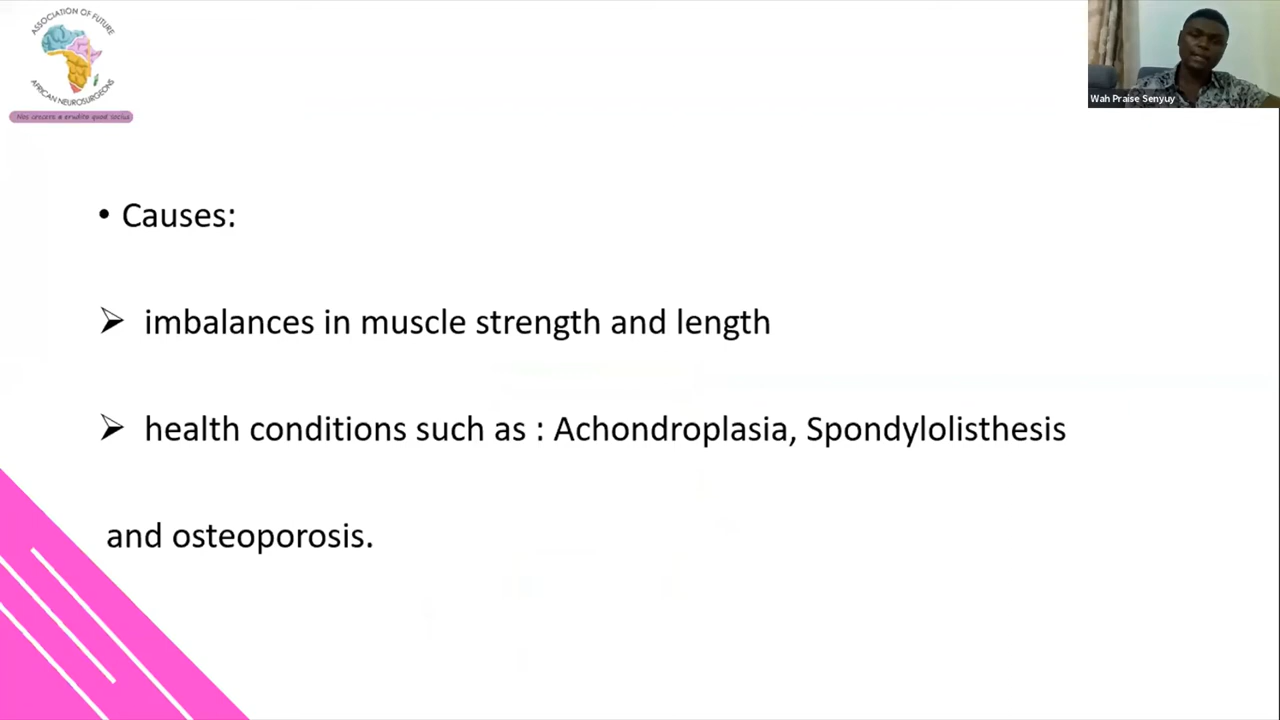 ASSOCIATION OF FUTURE
AFRICAN NEUROSURGEONS
Wah Praise Senyuy
• Causes:
➢ imbalances in muscle strength and length
➢ health conditions such as : Achondroplasia, Spondylolisthesis
and osteoporosis.